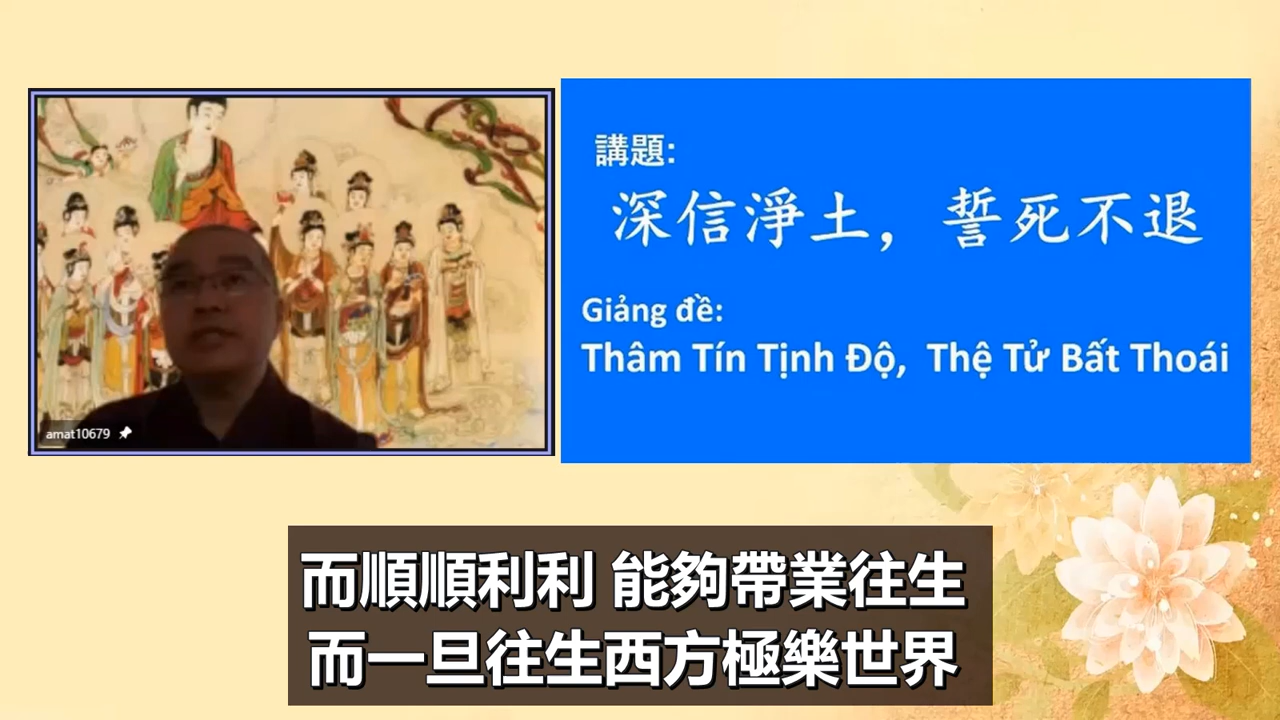 amat10679
講題:
深信淨土，誓死不退
Giảng đề:
Thâm Tín Tịnh Độ, Thệ Tử Bất Thoái
而順順利利 能夠帶業往生
而一旦往生西方極樂世界